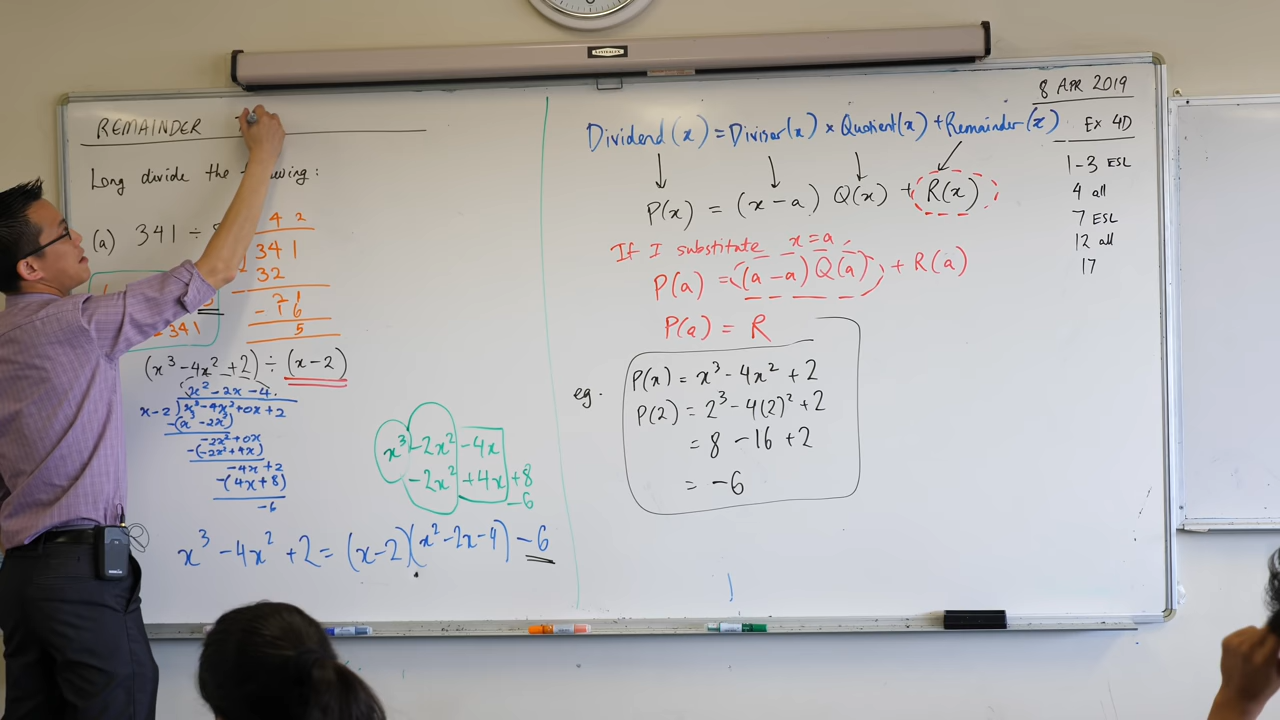 REMAINDER
Long divide the
(a) 341 ÷
4 2
341
32
21
- 16
5
341
(x³ - 4x² + 2) ÷ (x - 2)
x² - 2x - 4
x - 2 ) x³ - 4x² + 0x + 2
-(x³ - 2x²)
-2x² + 0x
-(-2x² + 4x)
-4x + 2
-(4x + 8)
-6
x³ - 2x² - 4x
- 2x² + 4x + 8
- 6
x³ - 4x² + 2 = (x - 2)(x² - 2x - 4) - 6
Dividend (x) = Divisor (x) × Quotient (x) + Remainder (x)
P(x) = (x - a) Q(x) + R(x)
If I substitute x = a,
P(a) = (a - a) Q(a) + R(a)
P(a) = R
eg.
P(x) = x³ - 4x² + 2
P(2) = 2³ - 4(2)² + 2
= 8 - 16 + 2
= -6
8 APR 2019
Ex 4D
1-3 ESL
4 all
7 ESL
12 all
17